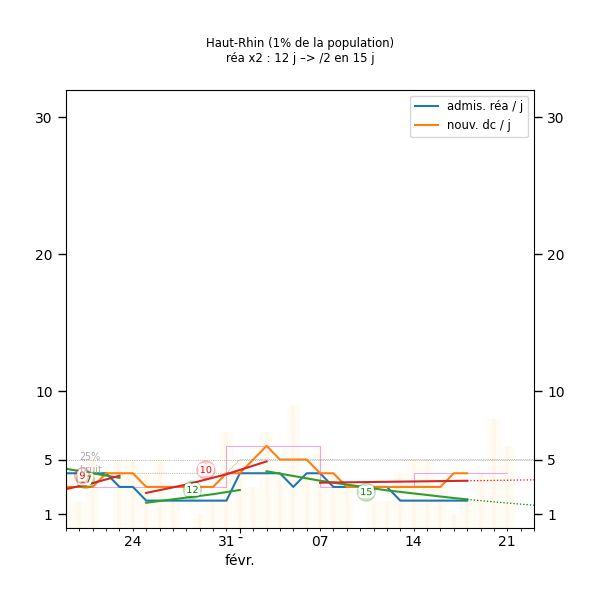 Haut-Rhin (1% de la population)
réa x2 : 12 j –> /2 en 15 j
admis. réa / j
nouv. dc / j
30 30
20 20
10 10
5 25% 5
bruit
9 10
12 15
1 1
24 31 07 14 21
févr.